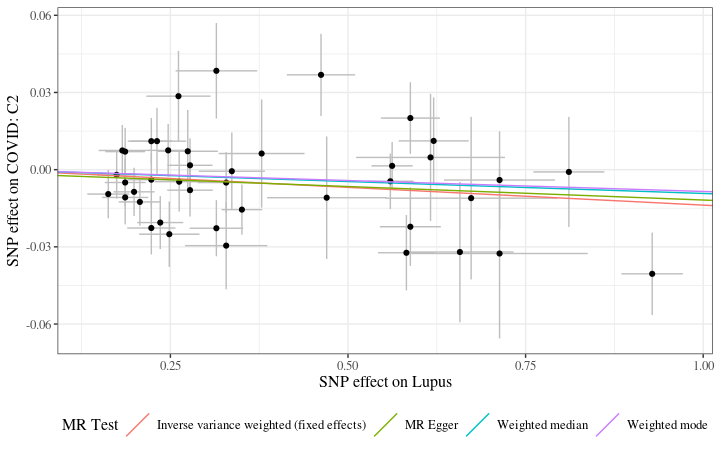 0.06
0.03
0.00
-0.03
-0.06
SNP effect on COVID: C2
0.25
0.50
0.75
1.00
SNP effect on Lupus
MR Test
Inverse variance weighted (fixed effects)
MR Egger
Weighted median
Weighted mode